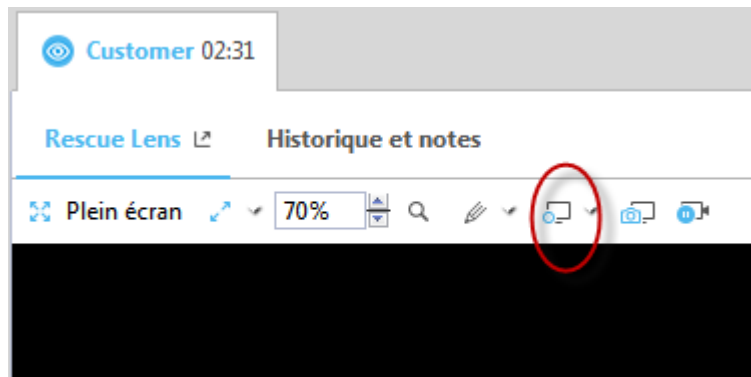 Customer 02:31
Rescue Lens Historique et notes
Plein écran 70%